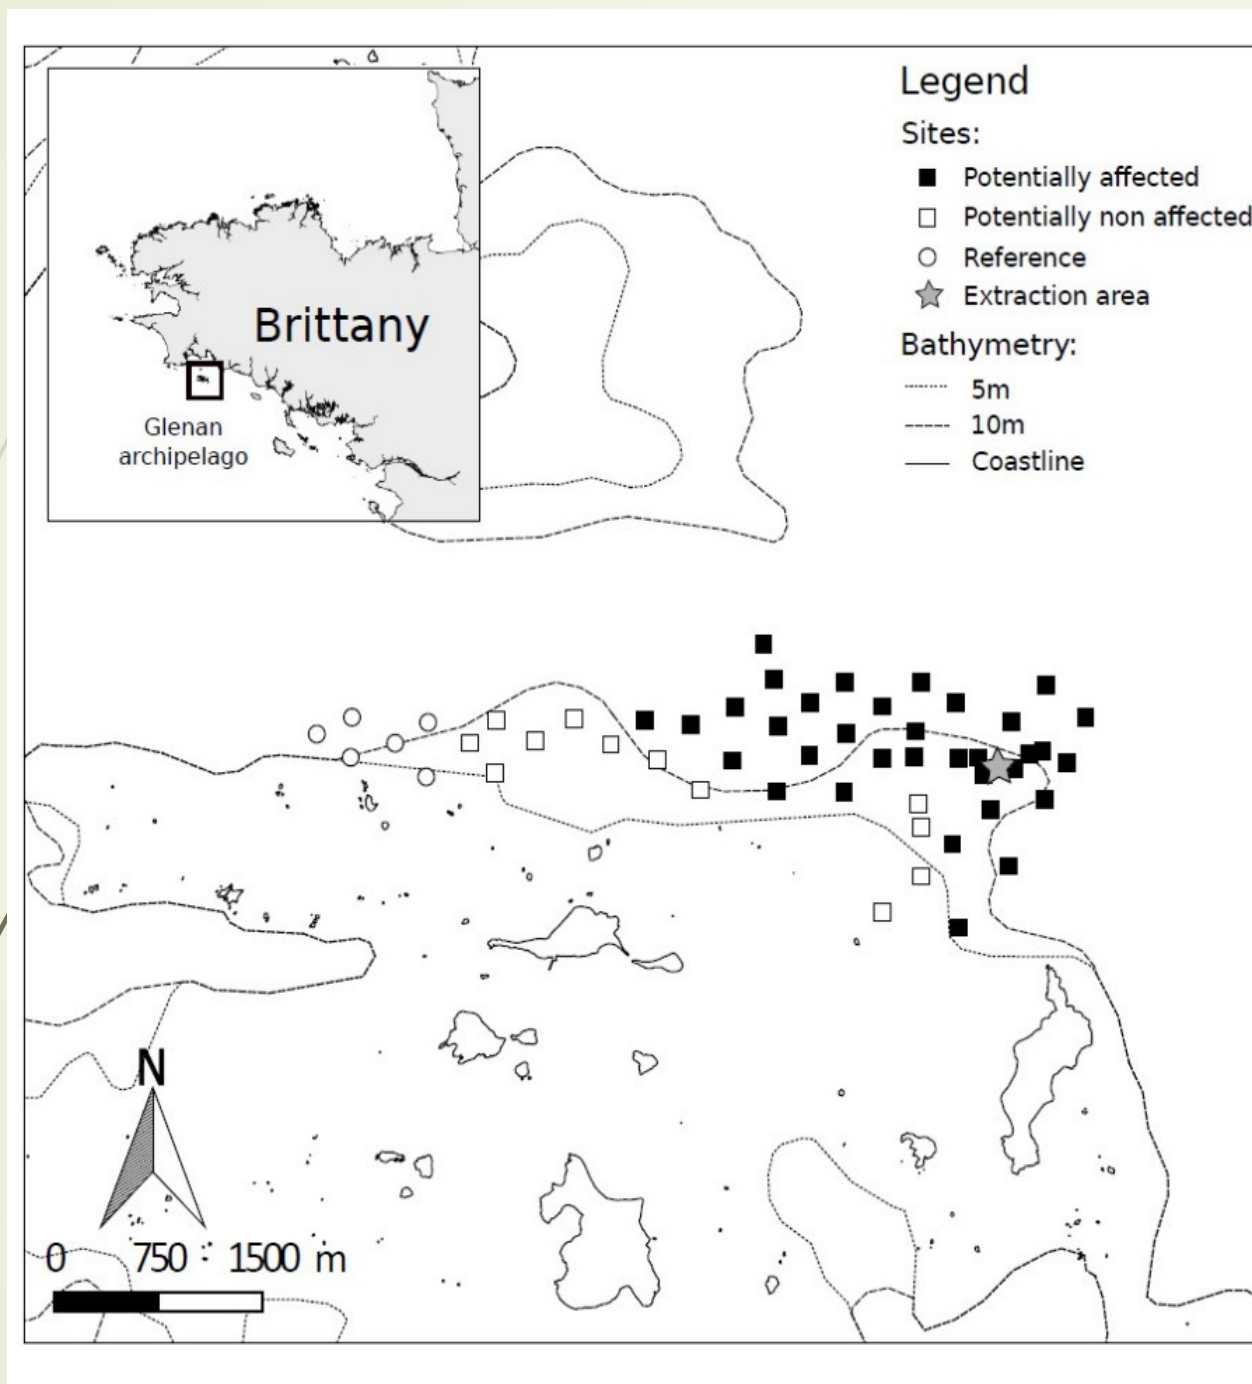 Legend
Sites:
Potentially affected
Potentially non affected
Reference
Extraction area
Bathymetry:
5m
10m
Coastline
Brittany
Glenan
archipelago
N
0 750 1500 m